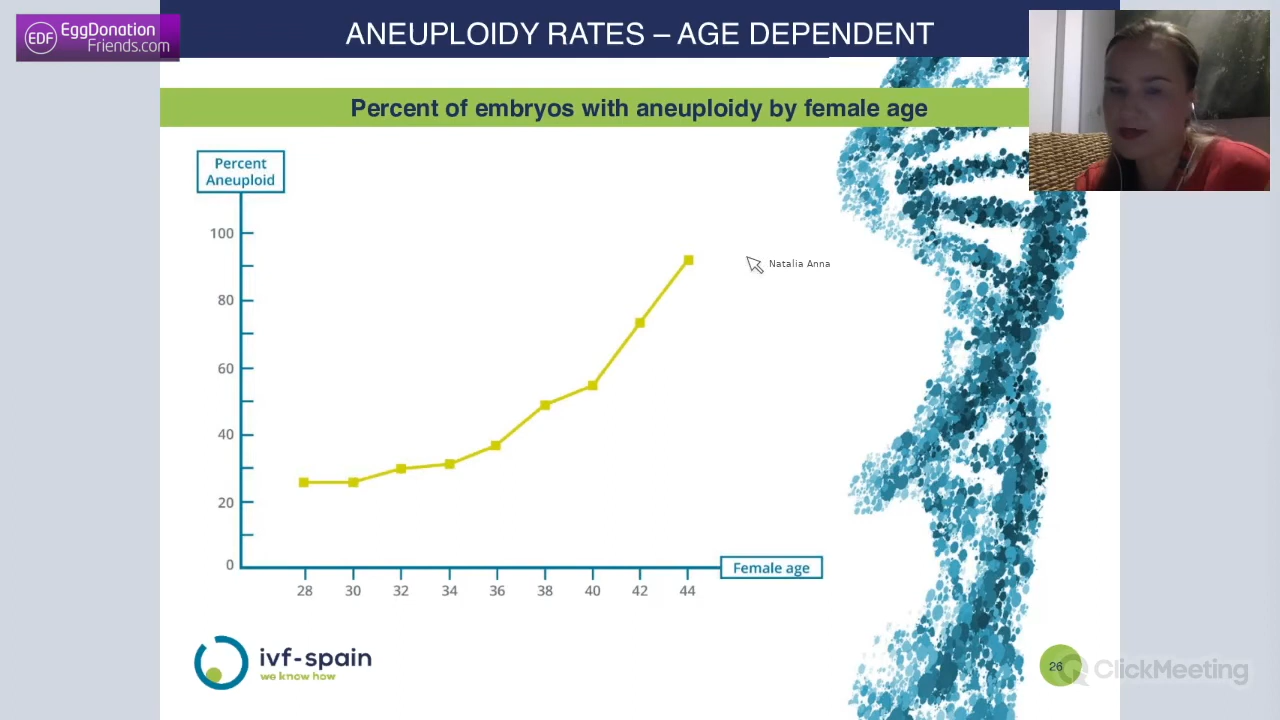 EDF
EggDonation
Friends.com
ANEUPLOIDY RATES – AGE DEPENDENT
Percent of embryos with aneuploidy by female age
Percent
Aneuploid
100
80
60
40
20
0
Natalia Anna
28 30 32 34 36 38 40 42 44
Female age
ivf-spain
we know how
26
ClickMeeting